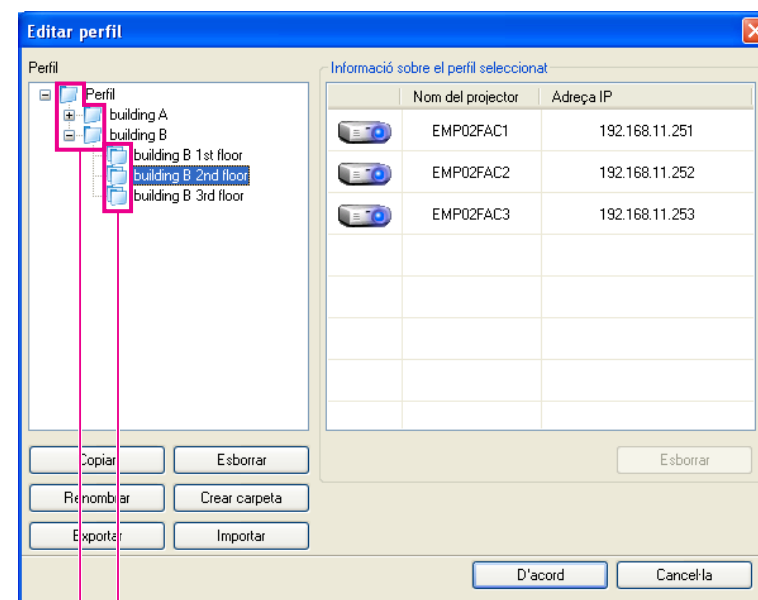 Editar perfil
Perfil
Perfil
building A
building B
building B 1st floor
building B 2nd floor
building B 3rd floor
Copiar
Esborrar
Renombrar
Crear carpeta
Exportar
Importar
Informació sobre el perfil seleccionat
Nom del projector Adreça IP
EMP02FAC1 192.168.11.251
EMP02FAC2 192.168.11.252
EMP02FAC3 192.168.11.253
Esborrar
D'acord
Cancel·la